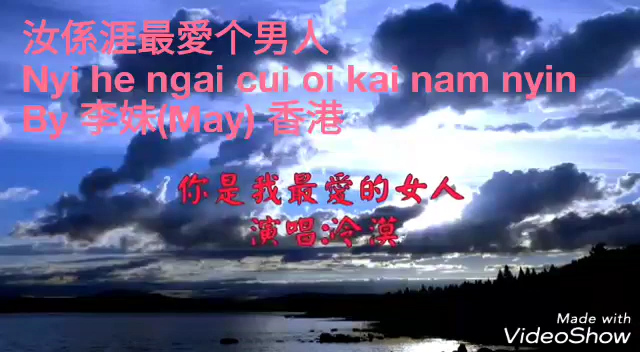 汝係涯最愛个男人
Nyi he ngai cui oi kai nam nyin
By 李妹(May) 香港
你是我最愛的女人
演唱:冷漠
Made with
VideoShow